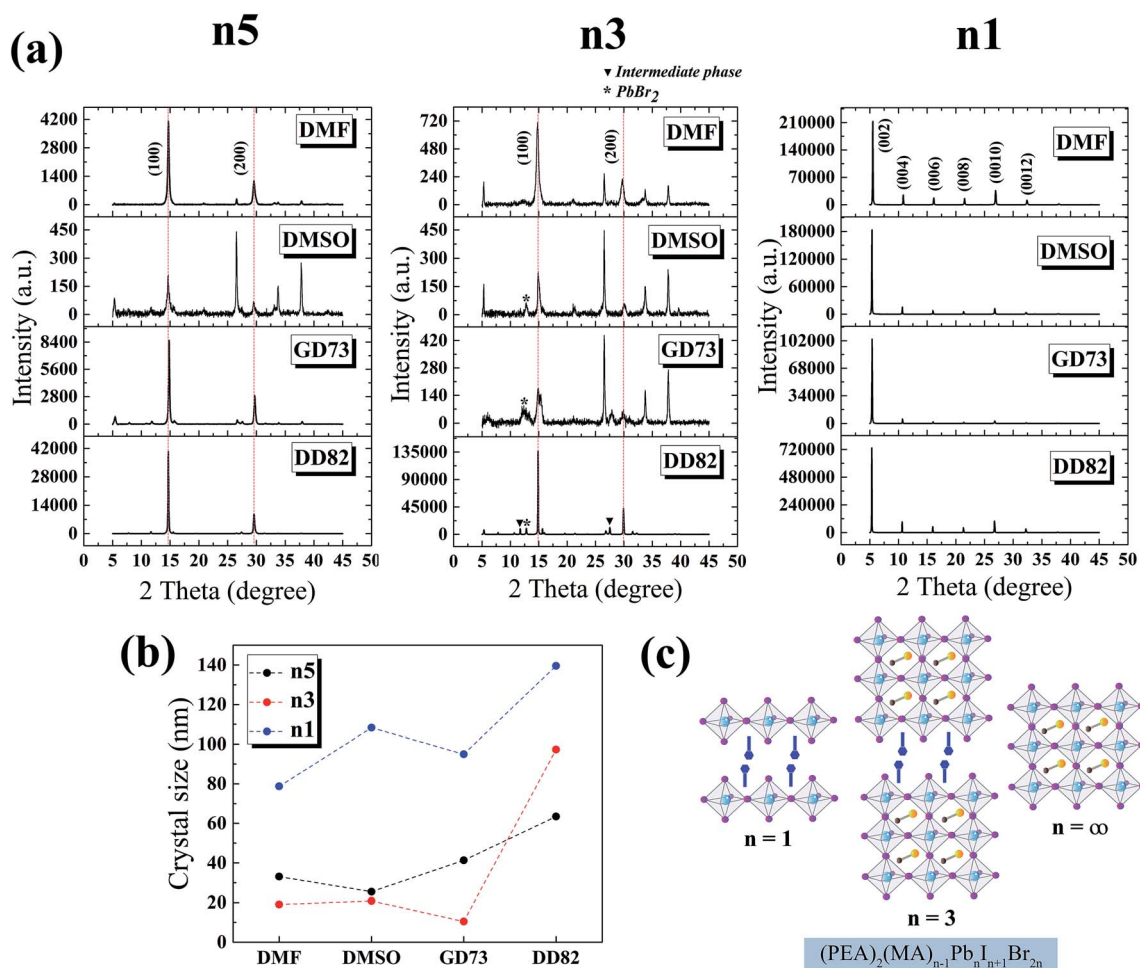 (a)
n5
n3
n1
▼ Intermediate phase
* PbBr2
4200
2800
1400
0
(100)
(200)
DMF
450
300
150
0
DMSO
8400
5600
2800
0
GD73
42000
28000
14000
0
DD82
Intensity (a.u.)
0 5 10 15 20 25 30 35 40 45 50
2 Theta (degree)
720
480
240
0
(100)
(200)
DMF
450
300
150
0
*
DMSO
420
280
140
0
*
GD73
135000
90000
45000
0
▼ * ▼
DD82
Intensity (a.u.)
0 5 10 15 20 25 30 35 40 45 50
2 Theta (degree)
210000
140000
70000
0
(002)
(004)
(006)
(008)
(0010)
(0012)
DMF
180000
120000
60000
0
DMSO
102000
68000
34000
0
GD73
720000
480000
240000
0
DD82
Intensity (a.u.)
0 5 10 15 20 25 30 35 40 45 50
2 Theta (degree)
(b)
n5
n3
n1
140
120
100
80
60
40
20
0
Crystal size (nm)
DMF DMSO GD73 DD82
(c)
n = 1
n = 3
n = ∞
(PEA)2(MA)n-1PbnIn+1Br2n